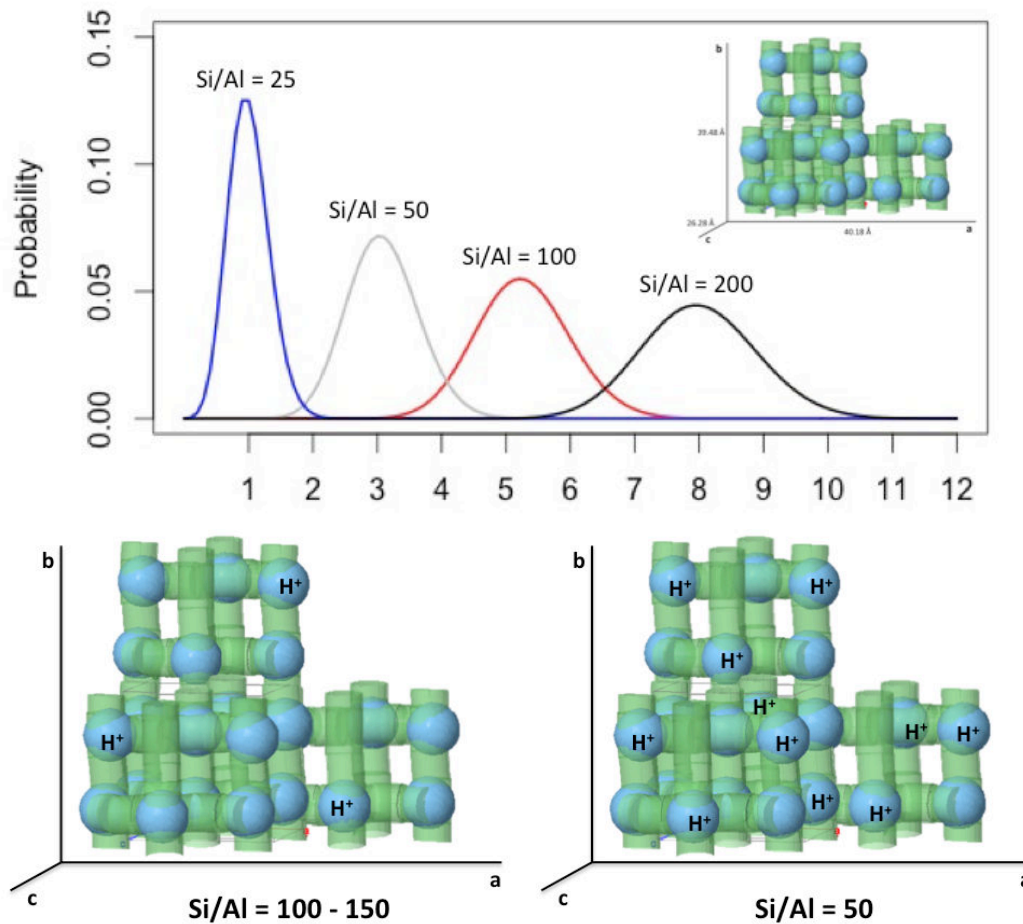 0.15
0.10
0.05
0.00
Probability
Si/Al = 25
Si/Al = 50
Si/Al = 100
Si/Al = 200
b
39.48 Å
26.28 Å
40.18 Å
a
c
1 2 3 4 5 6 7 8 9 10 11 12
b
H⁺
H⁺
H⁺
a
a
c
Si/Al = 100 - 150
b
H⁺
H⁺
H⁺
H⁺
H⁺
H⁺
H⁺
H⁺
H⁺
H⁺
H⁺
a
a
c
Si/Al = 50